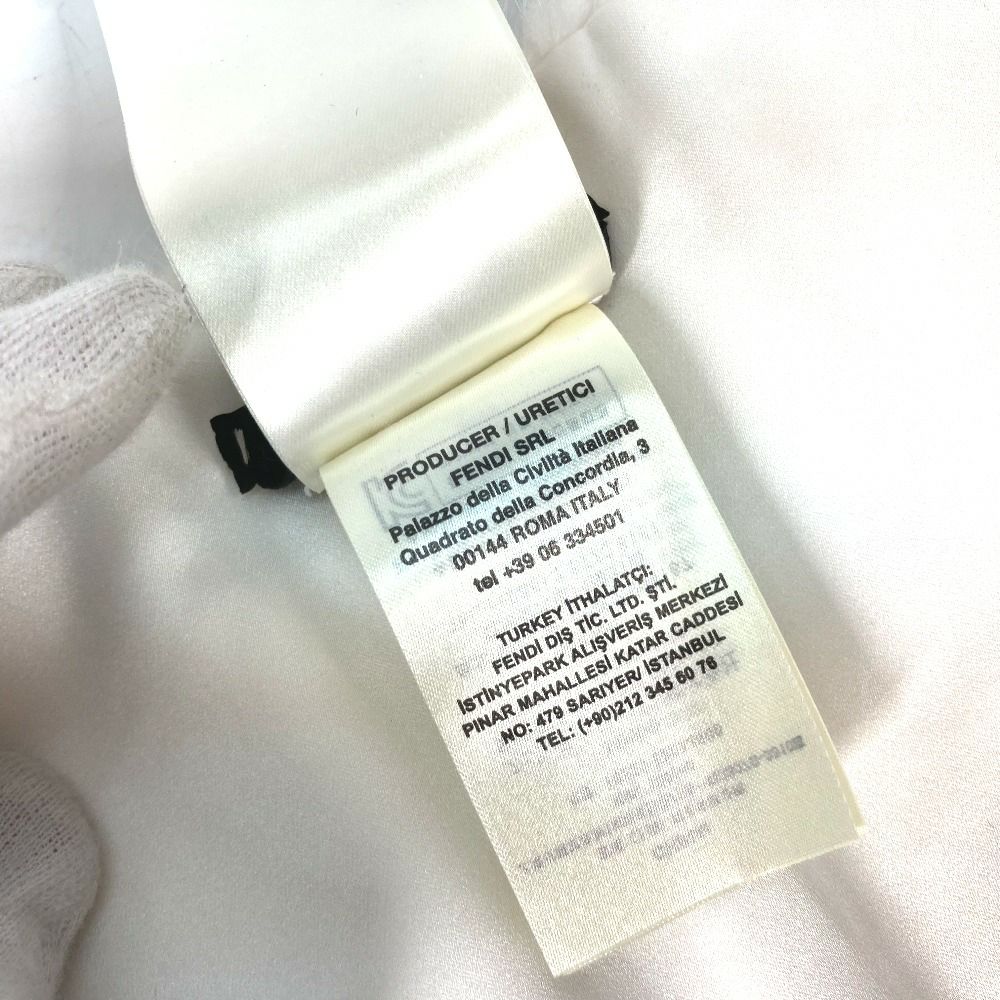 PRODUCER / URETICI
FENDI SRL
Palazzo della Civiltà Italiana
Quadrato della Concordia, 3
00144 ROMA ITALY
tel +39 06 334501
TURKEY İTHALATÇI:
FENDİ DIŞ TİC. LTD. ŞTİ.
İSTİNYEPARK ALIŞVERİŞ MERKEZİ
PINAR MAHALLESİ KATAR CADDESİ
NO: 479 SARIYER/ İSTANBUL
TEL: (+90)212 345 60 76